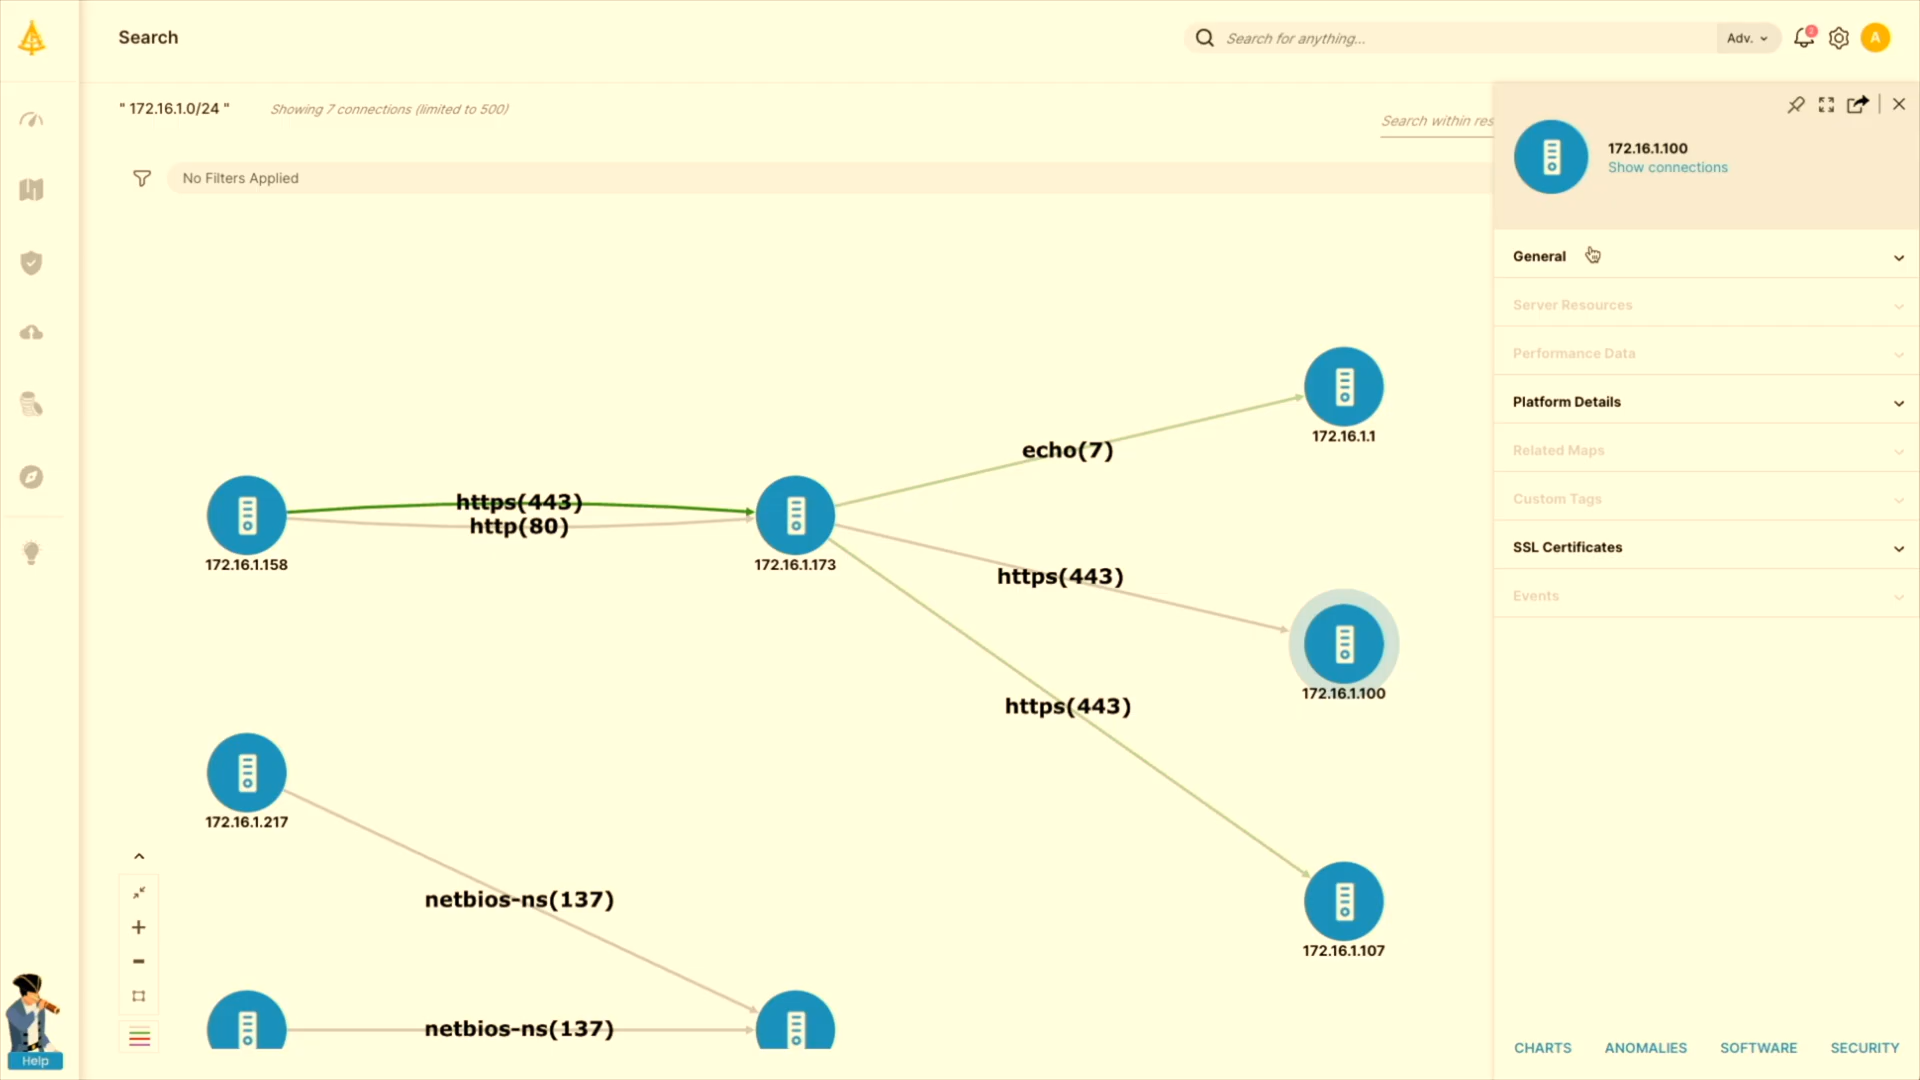 Search
Search for anything...
Adv.
2
A
" 172.16.1.0/24 "
Showing 7 connections (limited to 500)
Search within res
No Filters Applied
172.16.1.100
Show connections
General
Server Resources
Performance Data
Platform Details
Related Maps
Custom Tags
SSL Certificates
Events
172.16.1.1
echo(7)
https(443)
http(80)
172.16.1.158
172.16.1.173
https(443)
172.16.1.100
https(443)
172.16.1.217
netbios-ns(137)
172.16.1.107
netbios-ns(137)
Help
CHARTS
ANOMALIES
SOFTWARE
SECURITY